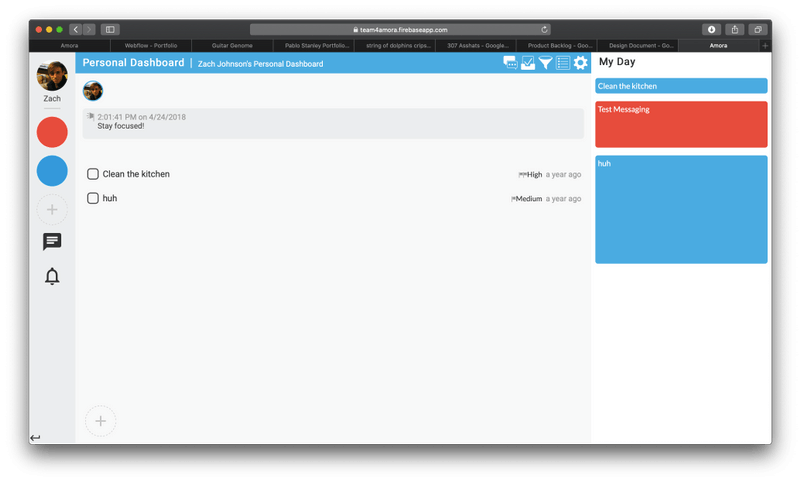 team4amora.firebaseapp.com
Amora
Webflow - Portfolio
Guitar Genome
Pablo Stanley Portfolio...
string of dolphins crips...
307 Asshats - Google...
Product Backlog - Goo...
Design Document - Go...
Amora
Zach
Personal Dashboard | Zach Johnson's Personal Dashboard
2:01:41 PM on 4/24/2018
Stay focused!
Clean the kitchen
High a year ago
huh
Medium a year ago
My Day
Clean the kitchen
Test Messaging
huh